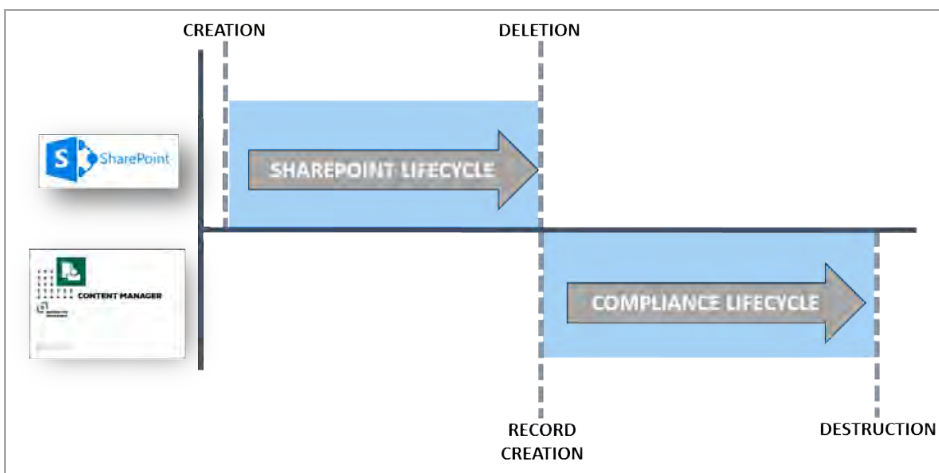 CREATION
DELETION
S
SharePoint
SHAREPOINT LIFECYCLE
CONTENT MANAGER
COMPLIANCE LIFECYCLE
RECORD
CREATION
DESTRUCTION